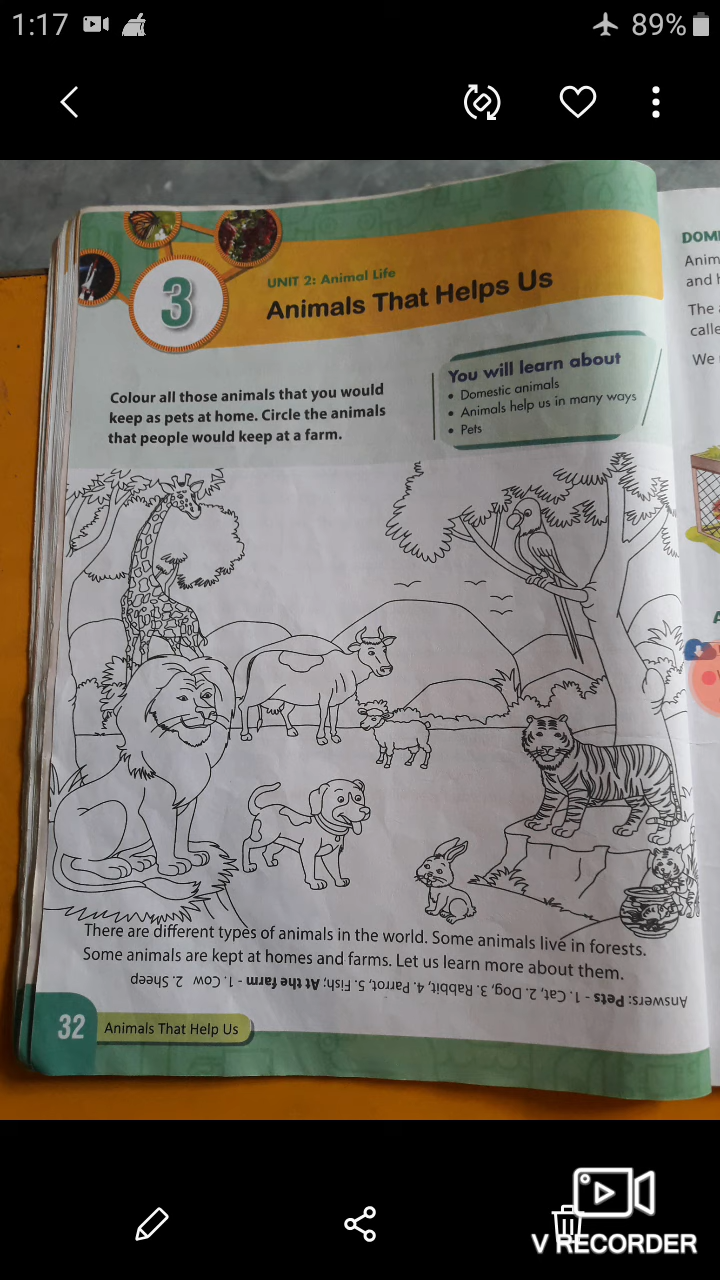 1:17
89%
3
UNIT 2: Animal Life
Animals That Helps Us
You will learn about
• Domestic animals
• Animals help us in many ways
• Pets
Colour all those animals that you would
keep as pets at home. Circle the animals
that people would keep at a farm.
There are different types of animals in the world. Some animals live in forests.
Some animals are kept at homes and farms. Let us learn more about them.
Answers: Pets - 1. Cat, 2. Dog, 3. Rabbit, 4. Parrot, 5. Fish; At the farm - 1. Cow 2. Sheep
32
Animals That Help Us
The
We
V RECORDER